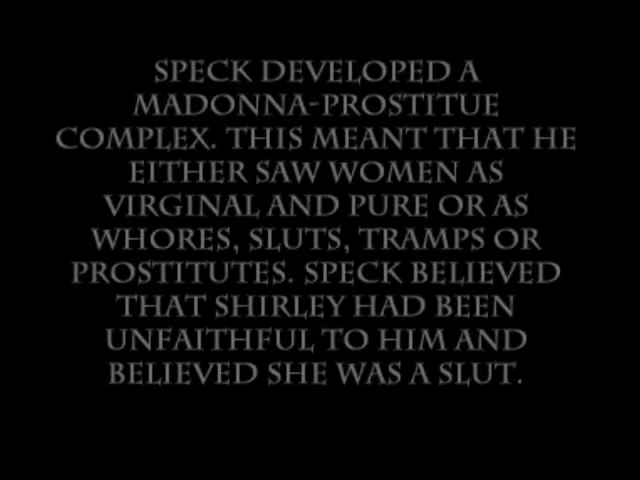 SPECK DEVELOPED A
MADONNA-PROSTITUE
COMPLEX. THIS MEANT THAT HE
EITHER SAW WOMEN AS
VIRGINAL AND PURE OR AS
WHORES, SLUTS, TRAMPS OR
PROSTITUTES. SPECK BELIEVED
THAT SHIRLEY HAD BEEN
UNFAITHFUL TO HIM AND
BELIEVED SHE WAS A SLUT.